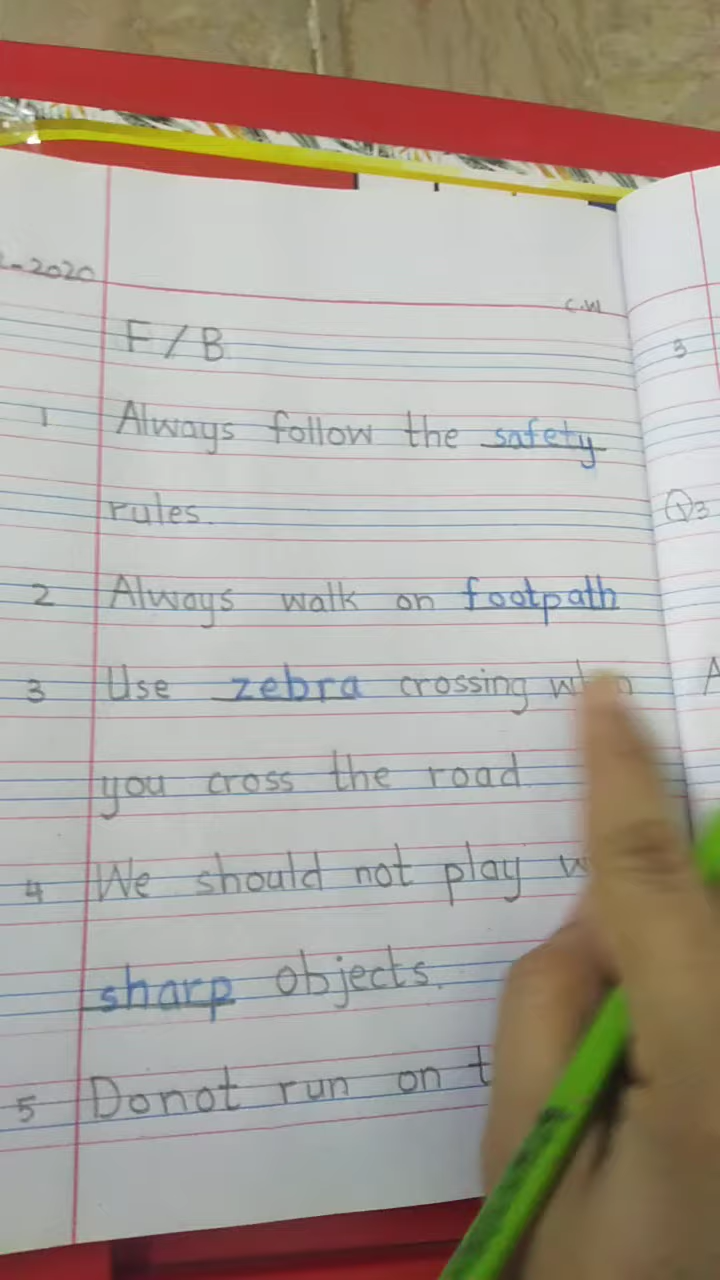 -2020
C.W
F/B
1 Always follow the safety
rules.
2 Always walk on footpath
3 Use zebra crossing
you cross the road
4 We should not play
sharp objects.
5 Donot run on
3
Q3
A